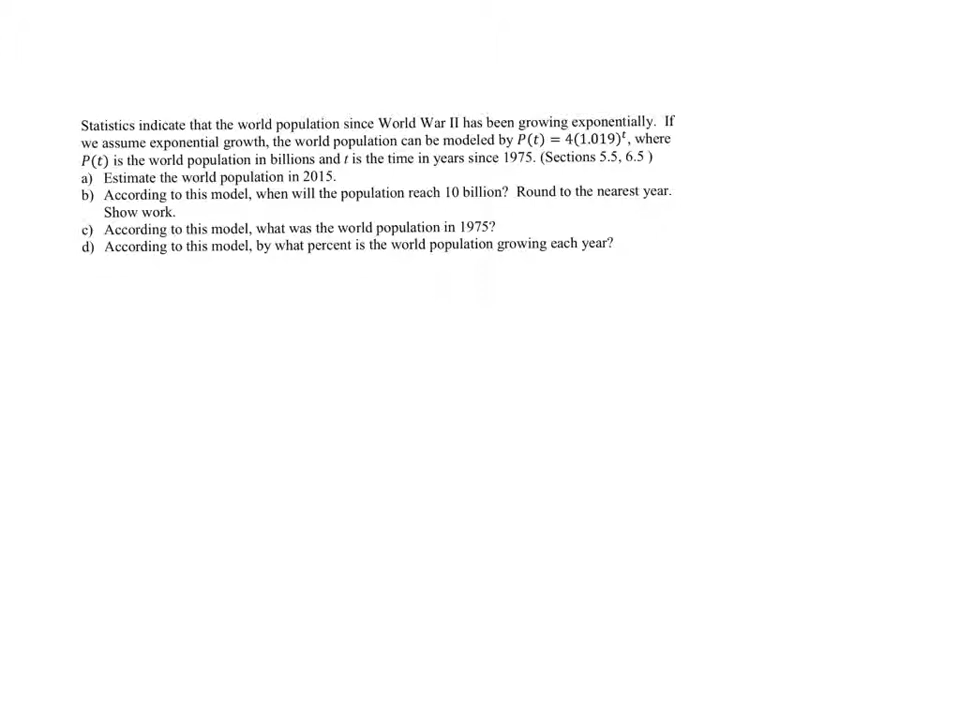 Statistics indicate that the world population since World War II has been growing exponentially. If
we assume exponential growth, the world population can be modeled by P(t) = 4(1.019)ᵗ, where
P(t) is the world population in billions and t is the time in years since 1975. (Sections 5.5, 6.5 )
a) Estimate the world population in 2015.
b) According to this model, when will the population reach 10 billion? Round to the nearest year.
Show work.
c) According to this model, what was the world population in 1975?
d) According to this model, by what percent is the world population growing each year?